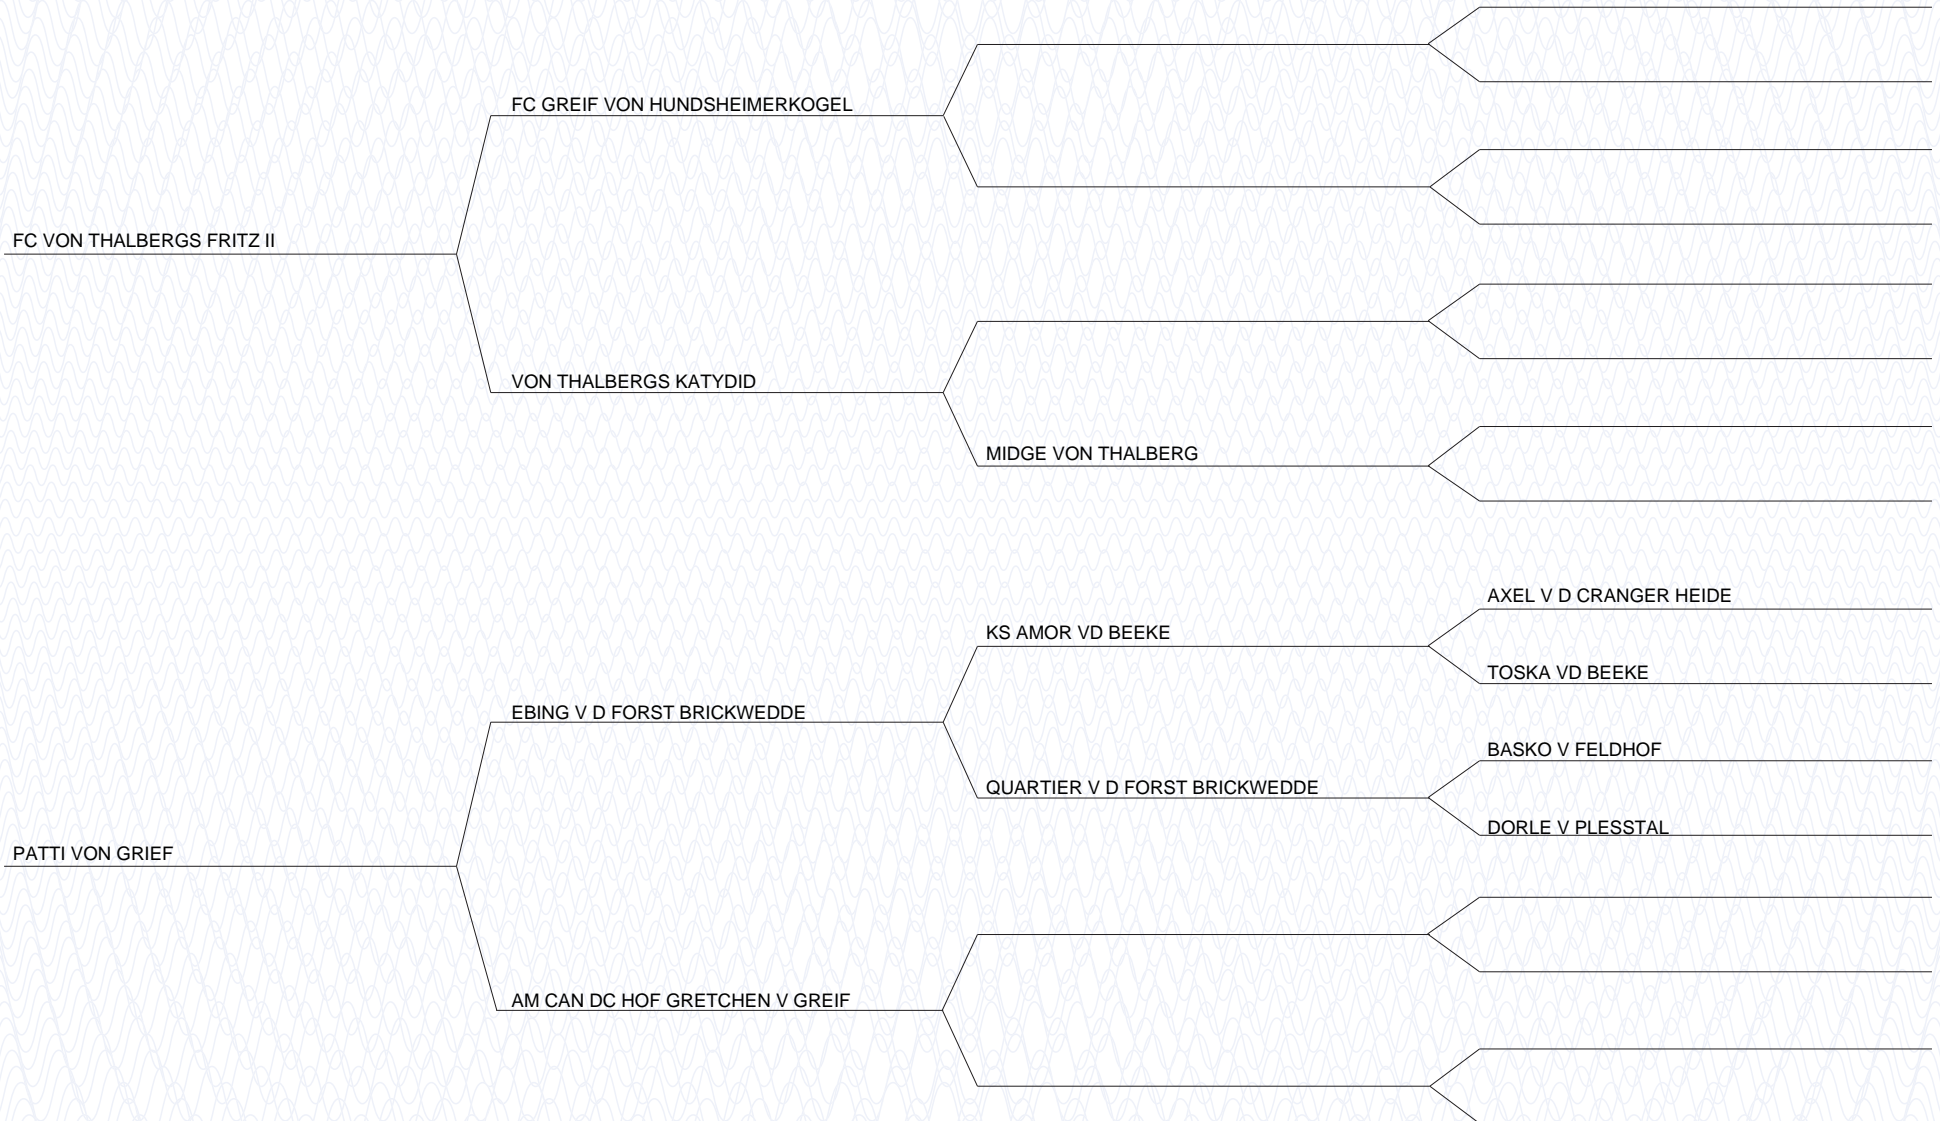 FC GREIF VON HUNDSHEIMERKOGEL
FC VON THALBERGS FRITZ II
VON THALBERGS KATYDID
MIDGE VON THALBERG
AXEL V D CRANGER HEIDE
KS AMOR VD BEEKE
TOSKA VD BEEKE
EBING V D FORST BRICKWEDDE
BASKO V FELDHOF
QUARTIER V D FORST BRICKWEDDE
DORLE V PLESSTAL
PATTI VON GRIEF
AM CAN DC HOF GRETCHEN V GREIF